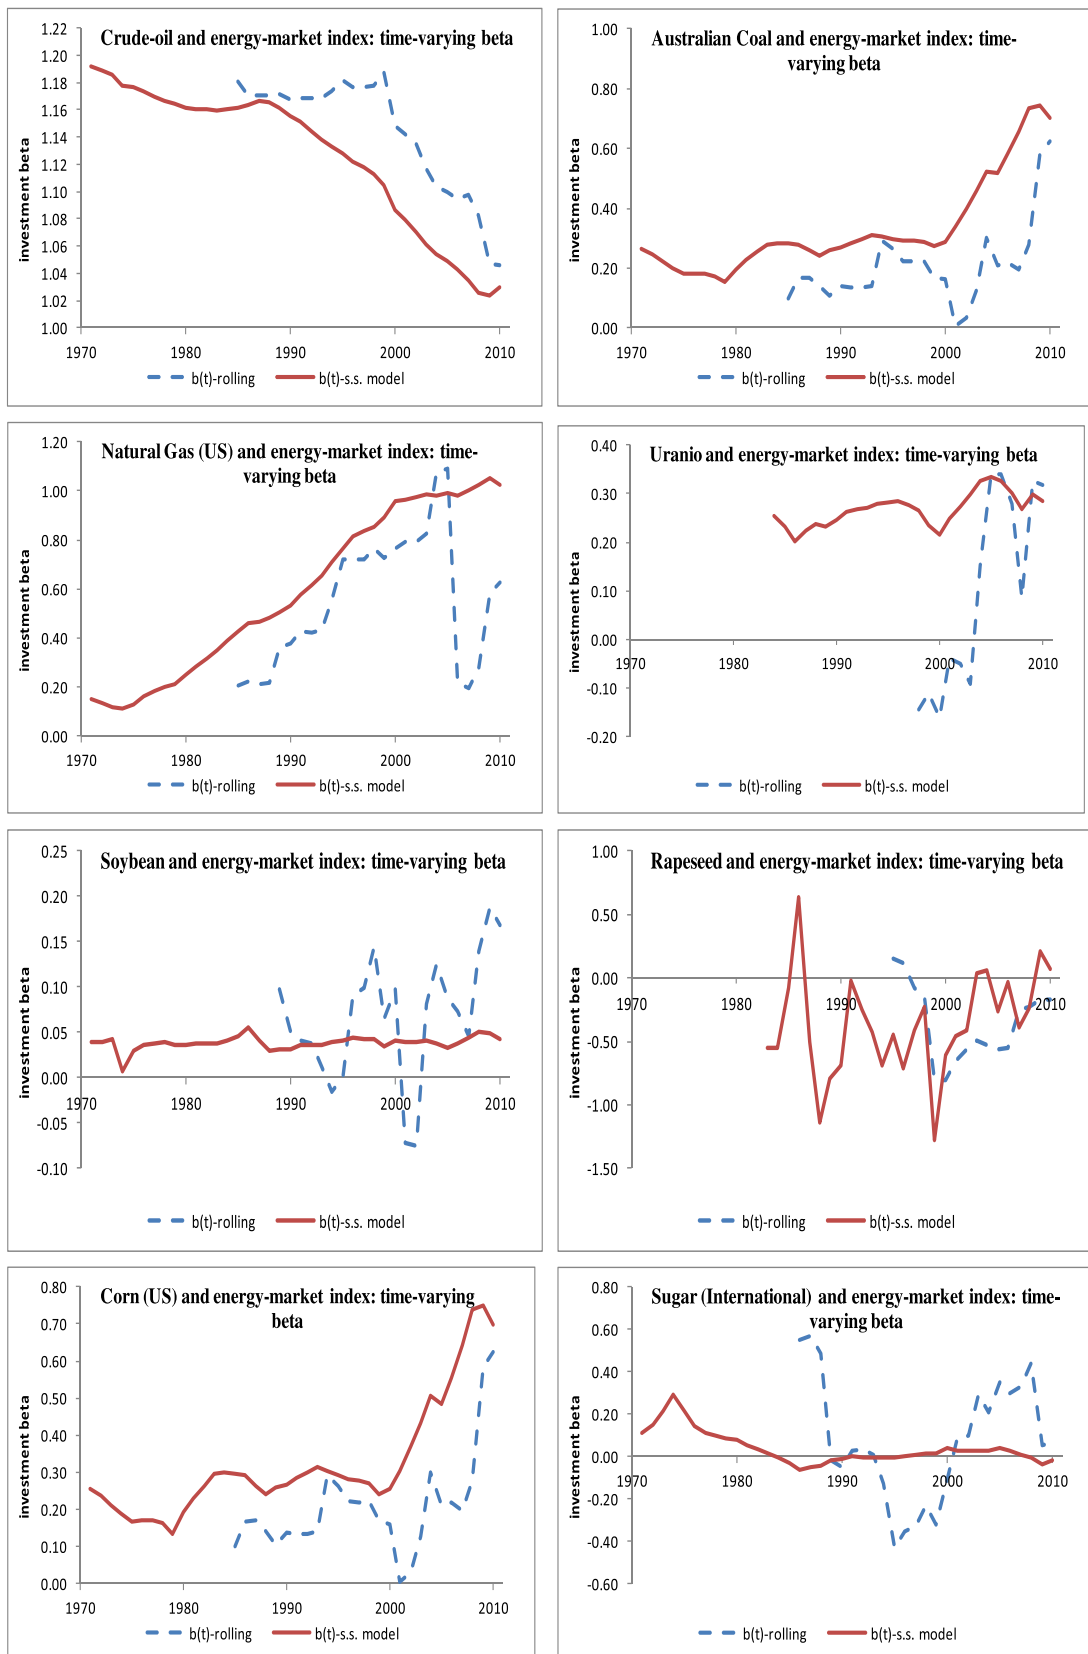 Crude-oil and energy-market index: time-varying beta
investment beta
1.22
1.20
1.18
1.16
1.14
1.12
1.10
1.08
1.06
1.04
1.02
1.00
1970 1980 1990 2000 2010
b(t)-rolling b(t)-s.s. model
Australian Coal and energy-market index: time-
varying beta
investment beta
1.00
0.80
0.60
0.40
0.20
0.00
1970 1980 1990 2000 2010
b(t)-rolling b(t)-s.s. model
Natural Gas (US) and energy-market index: time-
varying beta
investment beta
1.20
1.00
0.80
0.60
0.40
0.20
0.00
1970 1980 1990 2000 2010
b(t)-rolling b(t)-s.s. model
Uranio and energy-market index: time-varying beta
investment beta
0.40
0.30
0.20
0.10
0.00
-0.10
-0.20
1970 1980 1990 2000 2010
b(t)-rolling b(t)-s.s. model
Soybean and energy-market index: time-varying beta
investment beta
0.25
0.20
0.15
0.10
0.05
0.00
-0.05
-0.10
1970 1980 1990 2000 2010
b(t)-rolling b(t)-s.s. model
Rapeseed and energy-market index: time-varying beta
investment beta
1.00
0.50
0.00
-0.50
-1.00
-1.50
1970 1980 1990 2000 2010
b(t)-rolling b(t)-s.s. model
Corn (US) and energy-market index: time-varying
beta
investment beta
0.80
0.70
0.60
0.50
0.40
0.30
0.20
0.10
0.00
1970 1980 1990 2000 2010
b(t)-rolling b(t)-s.s. model
Sugar (International) and energy-market index: time-
varying beta
investment beta
0.80
0.60
0.40
0.20
0.00
-0.20
-0.40
-0.60
1970 1980 1990 2000 2010
b(t)-rolling b(t)-s.s. model